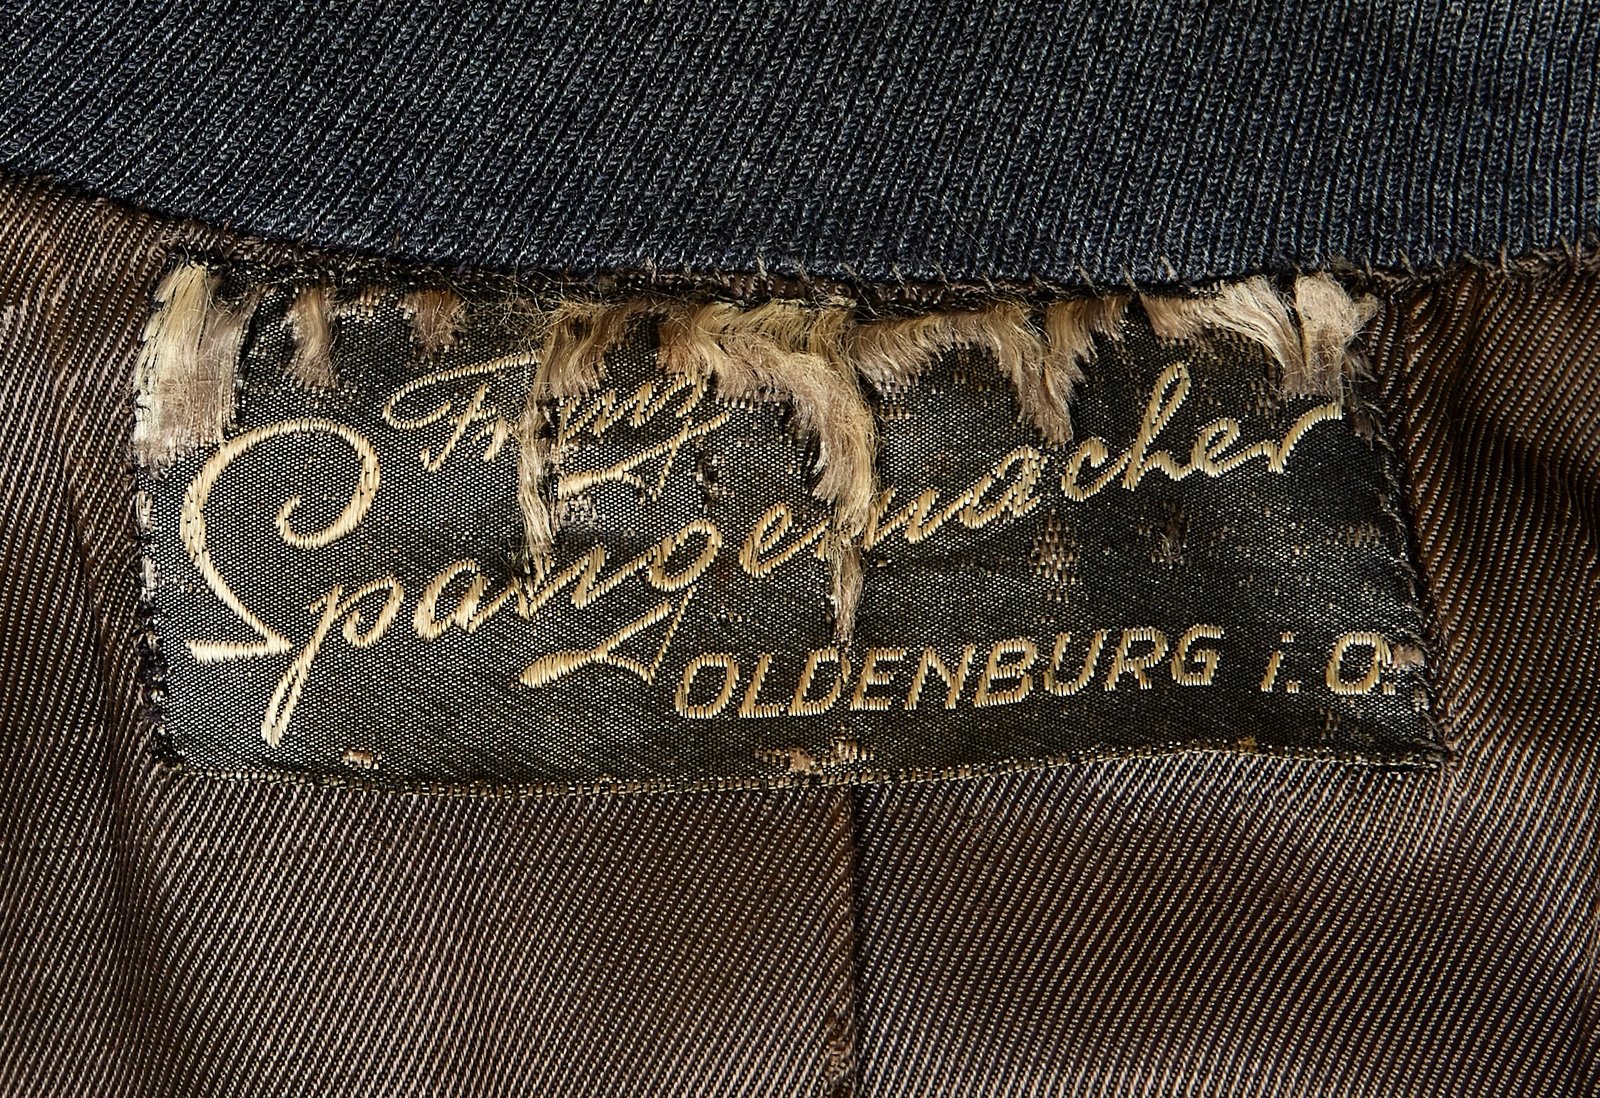 Franz
Spangemacher
OLDENBURG i.O.